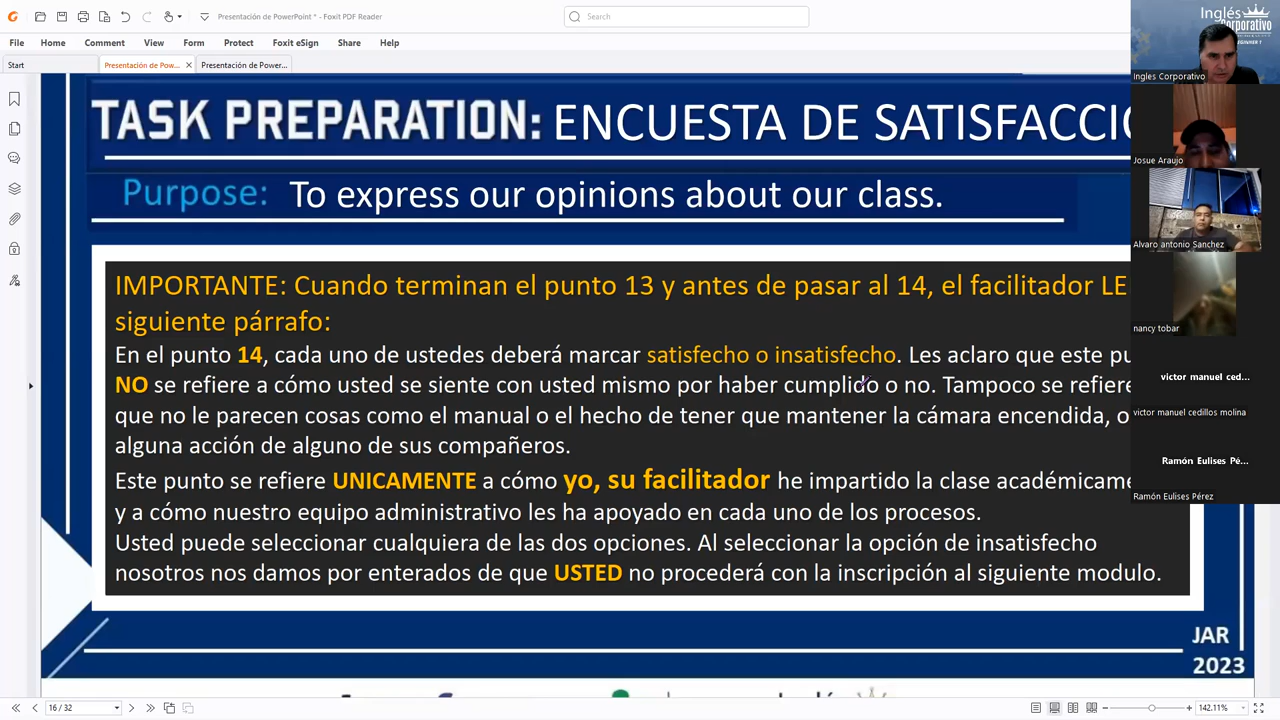 Presentación de PowerPoint * - Foxit PDF Reader
Search
File Home Comment View Form Protect Foxit eSign Share Help
Start
Presentación de Pow...
Presentación de Power...
TASK PREPARATION: ENCUESTA DE SATISFACCIO
Purpose: To express our opinions about our class.
IMPORTANTE: Cuando terminan el punto 13 y antes de pasar al 14, el facilitador LE
siguiente párrafo:
En el punto 14, cada uno de ustedes deberá marcar satisfecho o insatisfecho. Les aclaro que este pu
NO se refiere a cómo usted se siente con usted mismo por haber cumplido o no. Tampoco se refiere
que no le parecen cosas como el manual o el hecho de tener que mantener la cámara encendida, o
alguna acción de alguno de sus compañeros.
Este punto se refiere UNICAMENTE a cómo yo, su facilitador he impartido la clase académicame
y a cómo nuestro equipo administrativo les ha apoyado en cada uno de los procesos.
Usted puede seleccionar cualquiera de las dos opciones. Al seleccionar la opción de insatisfecho
nosotros nos damos por enterados de que USTED no procederá con la inscripción al siguiente modulo.
JAR
2023
16 / 32
142.11%
Inglés
Corporativo
BEGINNER 1
Ingles Corporativo
Josue Araujo
Alvaro antonio Sanchez
nancy tobar
victor manuel ced...
victor manuel cedillos molina
Ramón Eulises Pé...
Ramón Eulises Pérez